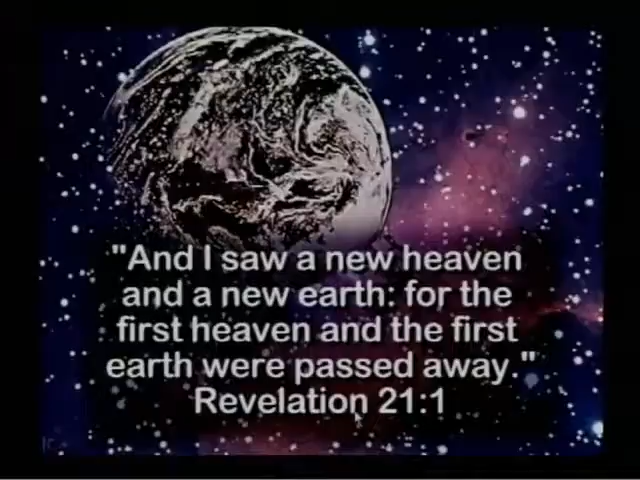 "And I saw a new heaven
and a new earth: for the
first heaven and the first
earth were passed away."
Revelation 21:1